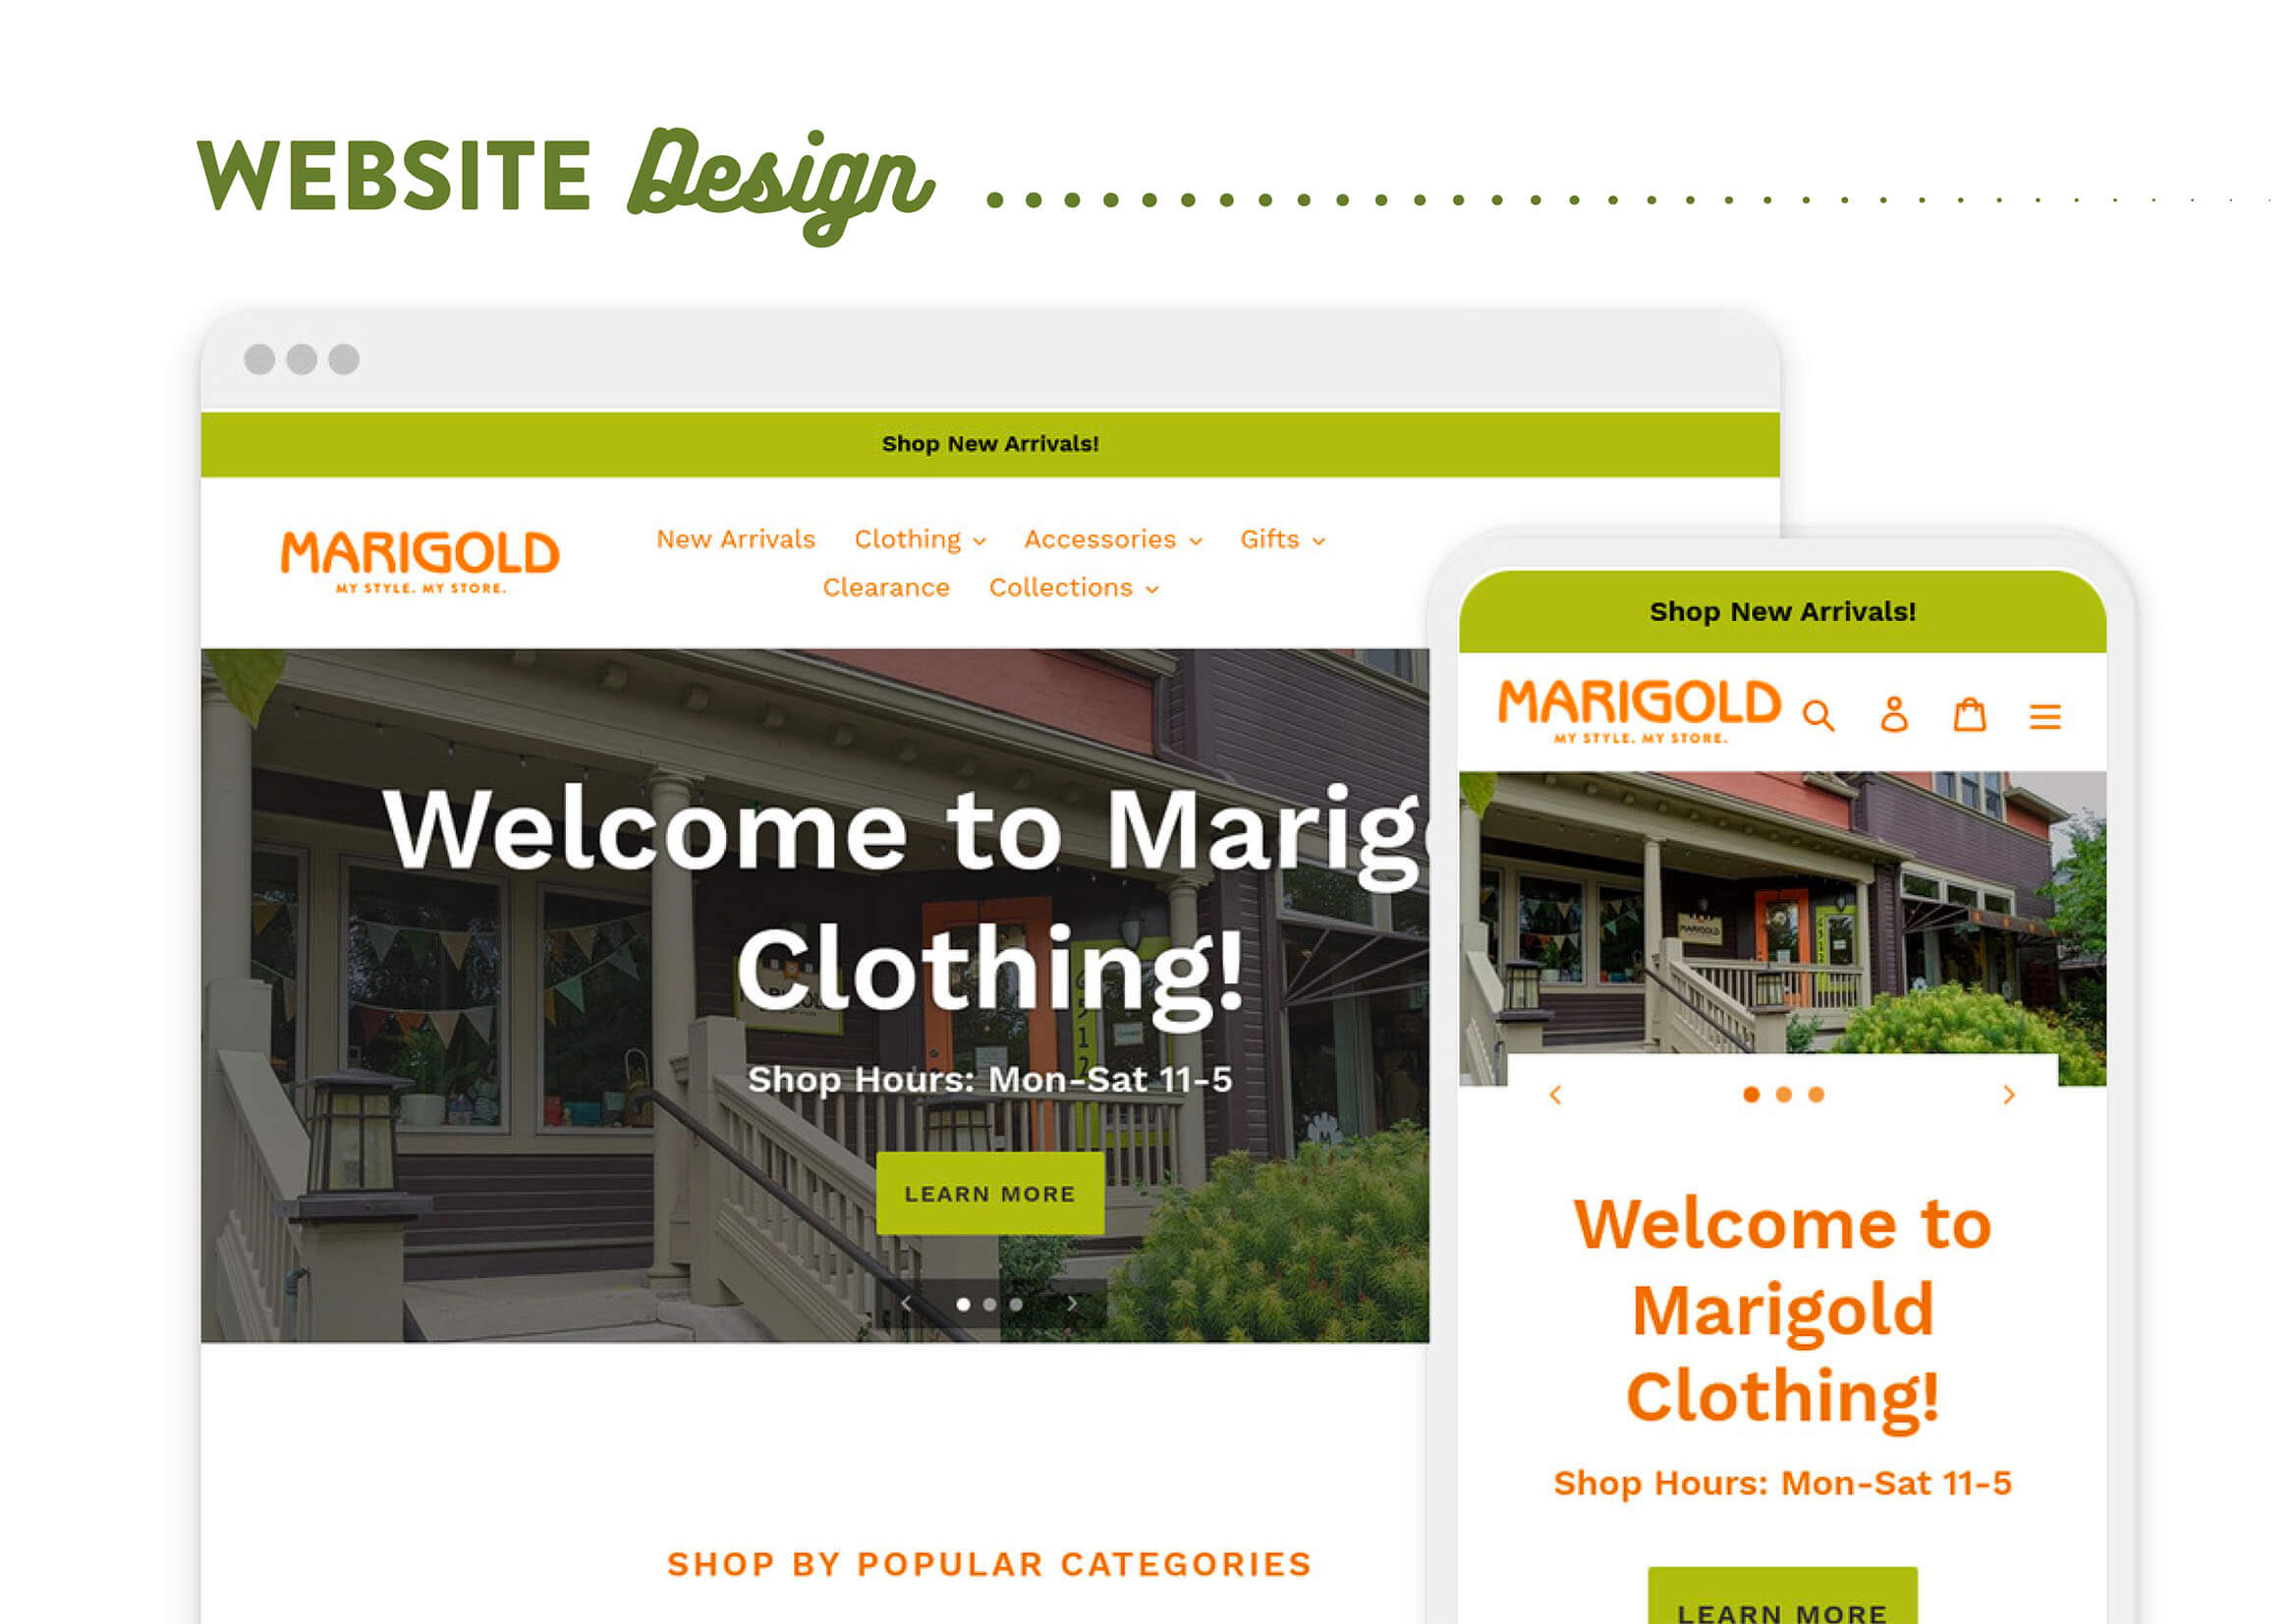 WEBSITE Design
Shop New Arrivals!
MARIGOLD
MY STYLE. MY STORE.
New Arrivals Clothing Accessories Gifts
Clearance Collections
Welcome to Marig
Clothing!
Shop Hours: Mon-Sat 11-5
LEARN MORE
SHOP BY POPULAR CATEGORIES
Shop New Arrivals!
MARIGOLD
MY STYLE. MY STORE.
MARIGOLD
Welcome to
Marigold
Clothing!
Shop Hours: Mon-Sat 11-5
LEARN MORE